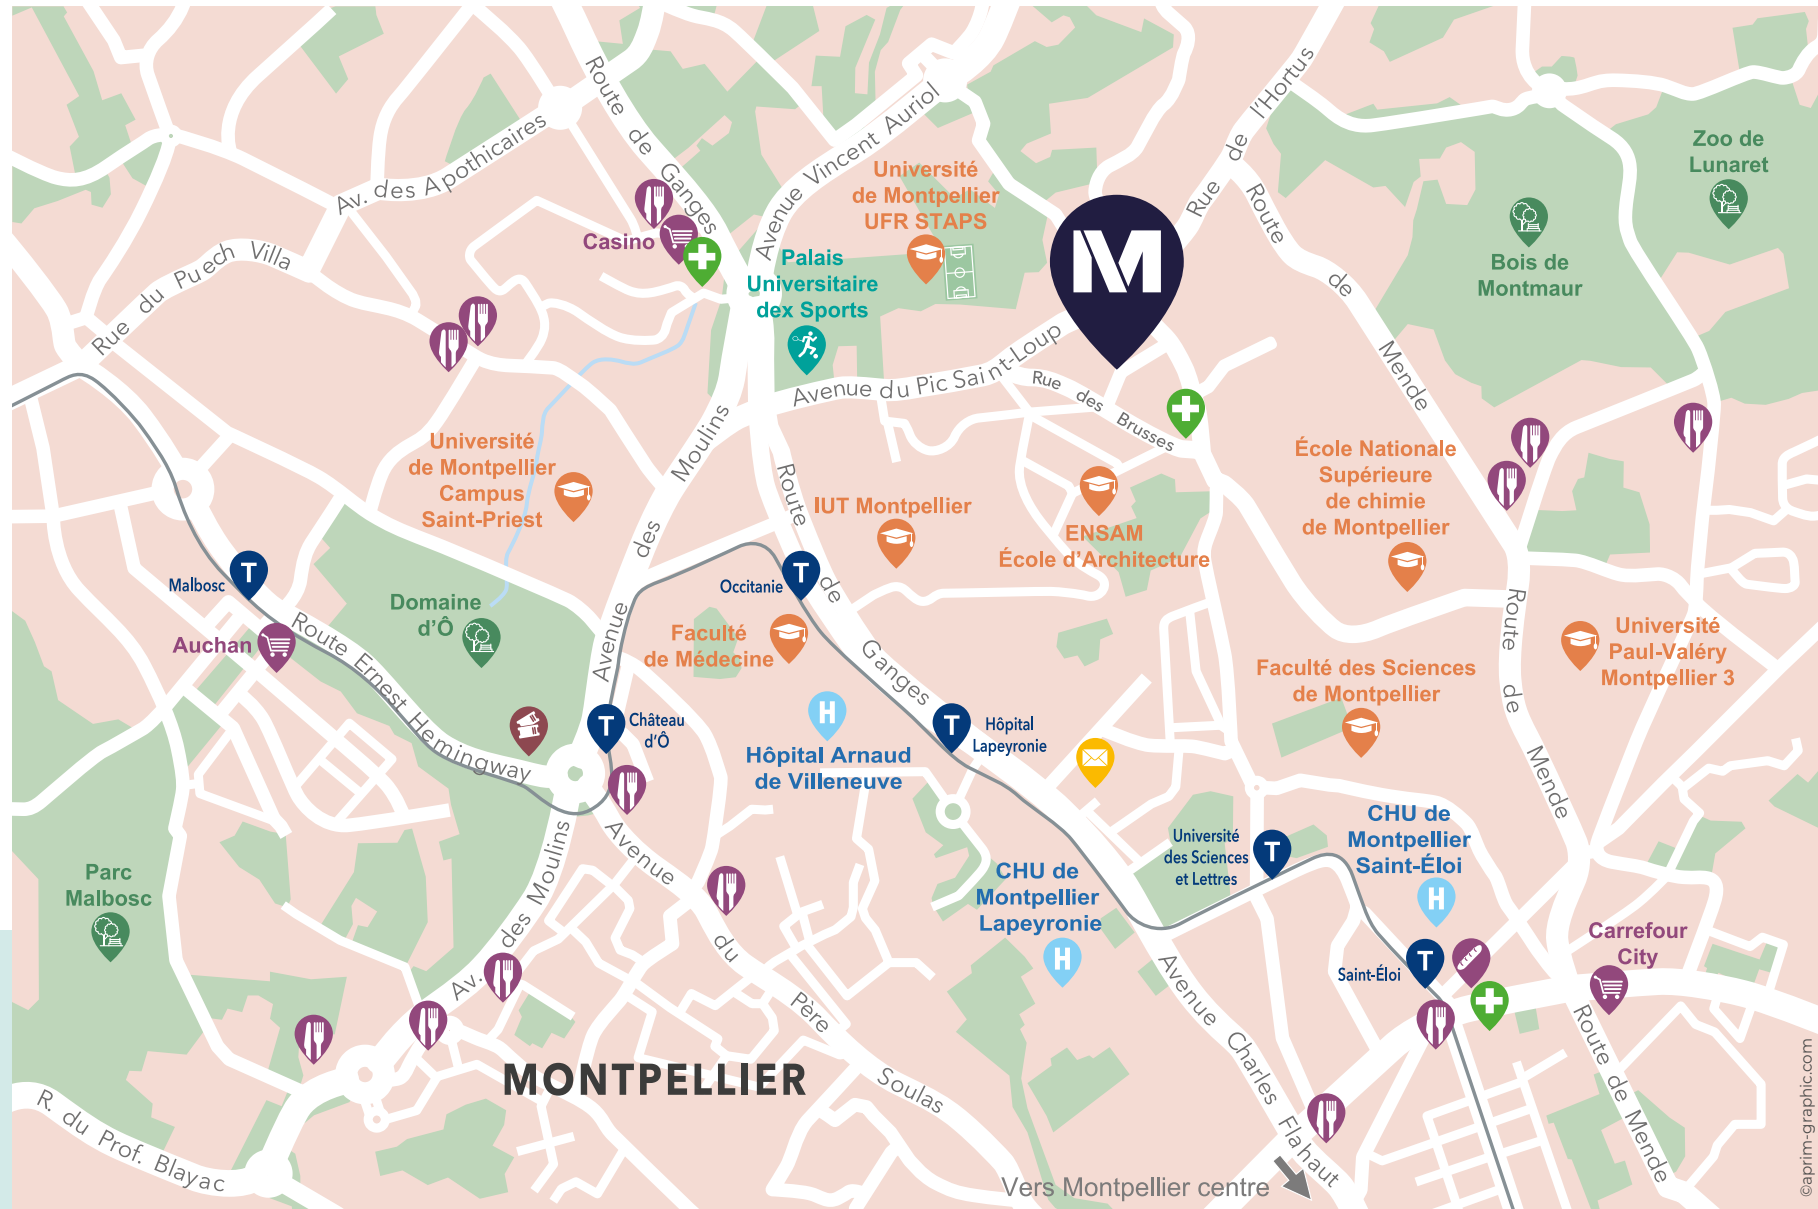 Route de Ganges
Rue de l'Hortus
Avenue Vincent Auriol
Av. des Apothicaires
Zoo de
Lunaret
Université
de Montpellier
UFR STAPS
Casino
Rue du Puech Villa
Palais
Universitaire
dex Sports
M
Route de Mende
Bois de
Montmaur
Avenue du Pic Saint-Loup
Rue des Brusses
Université
de Montpellier
Campus
Saint-Priest
Avenue des Moulins
Route de Ganges
IUT Montpellier
ENSAM
École d'Architecture
École Nationale
Supérieure
de chimie
de Montpellier
T
Malbosc
T
Occitanie
Auchan
Route Ernest Hemingway
Domaine
d'Ô
Faculté
de Médecine
Route de Mende
Université
Paul-Valéry
Montpellier 3
Faculté des Sciences
de Montpellier
T
Château
d'Ô
H
Hôpital Arnaud
de Villeneuve
T
Hôpital
Lapeyronie
Parc
Malbosc
Av. des Moulins
Avenue du Père Soulas
Université
des Sciences
et Lettres
T
CHU de
Montpellier
Saint-Éloi
H
CHU de
Montpellier
Lapeyronie
H
Saint-Éloi
T
Carrefour
City
Avenue Charles Flahaut
Route de Mende
MONTPELLIER
R. du Prof. Blayac
Vers Montpellier centre
©aprim-graphic.com